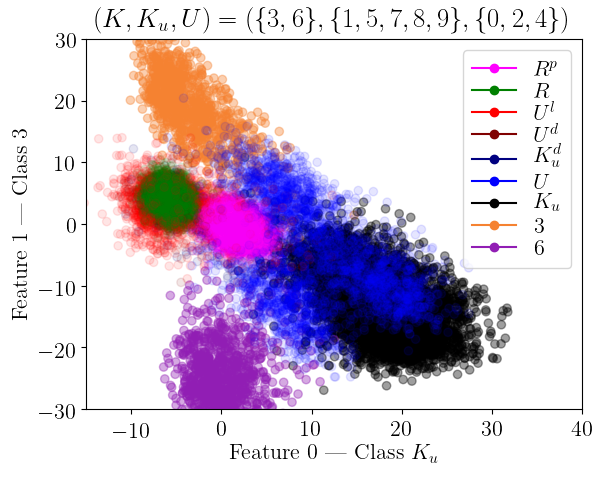 (K, K_u, U) = ({3, 6}, {1, 5, 7, 8, 9}, {0, 2, 4})
30
20
10
0
−10
−20
−30
−10
0
10
20
30
40
Feature 1 — Class 3
Feature 0 — Class K_u
R^p
R
U^l
U^d
K_u^d
U
K_u
3
6